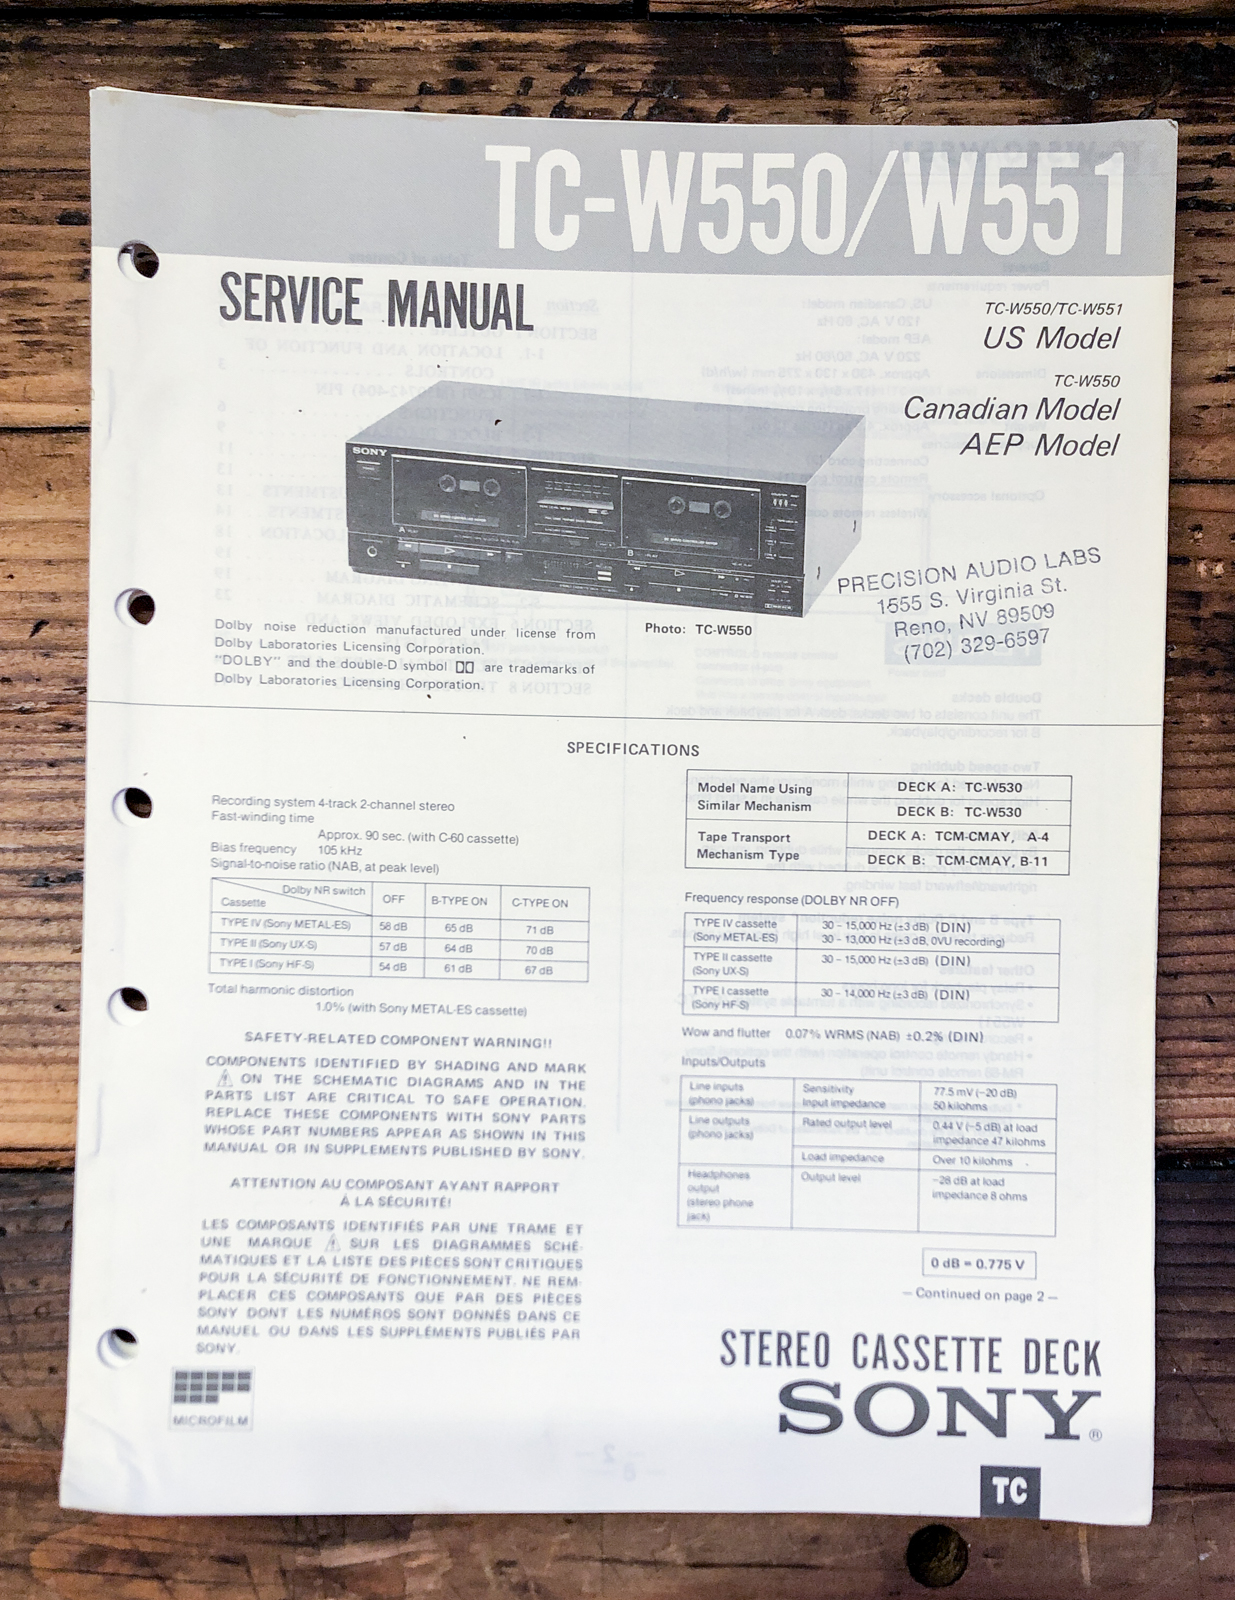 TC-W550/W551
SERVICE MANUAL
TC-W550/TC-W551
US Model
TC-W550
Canadian Model
AEP Model
SONY
PRECISION AUDIO LABS
1555 S. Virginia St.
Reno, NV 89509
(702) 329-6597
Photo: TC-W550
Dolby noise reduction manufactured under license from
Dolby Laboratories Licensing Corporation.
"DOLBY" and the double-D symbol are trademarks of
Dolby Laboratories Licensing Corporation.
SPECIFICATIONS
Recording system 4-track 2-channel stereo
Fast-winding time
Approx. 90 sec. (with C-60 cassette)
Bias frequency 105 kHz
Signal-to-noise ratio (NAB, at peak level)
Dolby NR switch
Cassette OFF B-TYPE ON C-TYPE ON
TYPE IV (Sony METAL-ES) 58 dB 65 dB 71 dB
TYPE II (Sony UX-S) 57 dB 64 dB 70 dB
TYPE I (Sony HF-S) 54 dB 61 dB 67 dB
Total harmonic distortion
1.0% (with Sony METAL-ES cassette)
SAFETY-RELATED COMPONENT WARNING!!
COMPONENTS IDENTIFIED BY SHADING AND MARK
⚠ ON THE SCHEMATIC DIAGRAMS AND IN THE
PARTS LIST ARE CRITICAL TO SAFE OPERATION.
REPLACE THESE COMPONENTS WITH SONY PARTS
WHOSE PART NUMBERS APPEAR AS SHOWN IN THIS
MANUAL OR IN SUPPLEMENTS PUBLISHED BY SONY.
ATTENTION AU COMPOSANT AYANT RAPPORT
À LA SÉCURITÉ!
LES COMPOSANTS IDENTIFIÉS PAR UNE TRAME ET
UNE MARQUE ⚠ SUR LES DIAGRAMMES SCHÉ-
MATIQUES ET LA LISTE DES PIÈCES SONT CRITIQUES
POUR LA SÉCURITÉ DE FONCTIONNEMENT. NE REM-
PLACER CES COMPOSANTS QUE PAR DES PIÈCES
SONY DONT LES NUMÉROS SONT DONNÉS DANS CE
MANUEL OU DANS LES SUPPLÉMENTS PUBLIÉS PAR
SONY.
MICROFILM
Model Name Using
Similar Mechanism
DECK A: TC-W530
DECK B: TC-W530
Tape Transport
Mechanism Type
DECK A: TCM-CMAY, A-4
DECK B: TCM-CMAY, B-11
Frequency response (DOLBY NR OFF)
TYPE IV cassette
(Sony METAL-ES)
30 – 15,000 Hz (±3 dB) (DIN)
30 – 13,000 Hz (±3 dB, 0VU recording)
TYPE II cassette
(Sony UX-S)
30 – 15,000 Hz (±3 dB) (DIN)
TYPE I cassette
(Sony HF-S)
30 – 14,000 Hz (±3 dB) (DIN)
Wow and flutter 0.07% WRMS (NAB) ±0.2% (DIN)
Inputs/Outputs
Line inputs
(phono jacks)
Sensitivity 77.5 mV (–20 dB)
Input impedance 50 kilohms
Line outputs
(phono jacks)
Rated output level
0.44 V (–5 dB) at load
impedance 47 kilohms
Load impedance Over 10 kilohms
Headphones
output
(stereo phone
jack)
Output level
–28 dB at load
impedance 8 ohms
0 dB = 0.775 V
— Continued on page 2 —
STEREO CASSETTE DECK
SONY®
TC